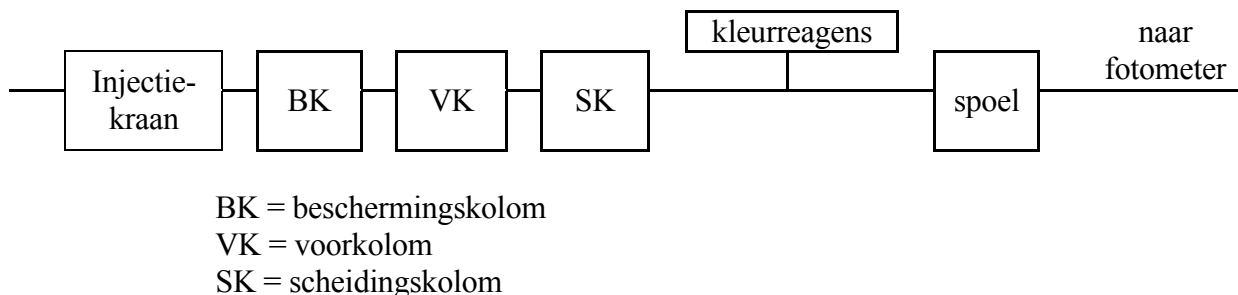 kleurreagens
naar
fotometer
Injectie-
kraan
BK
VK
SK
spoel
BK = beschermingskolom
VK = voorkolom
SK = scheidingskolom